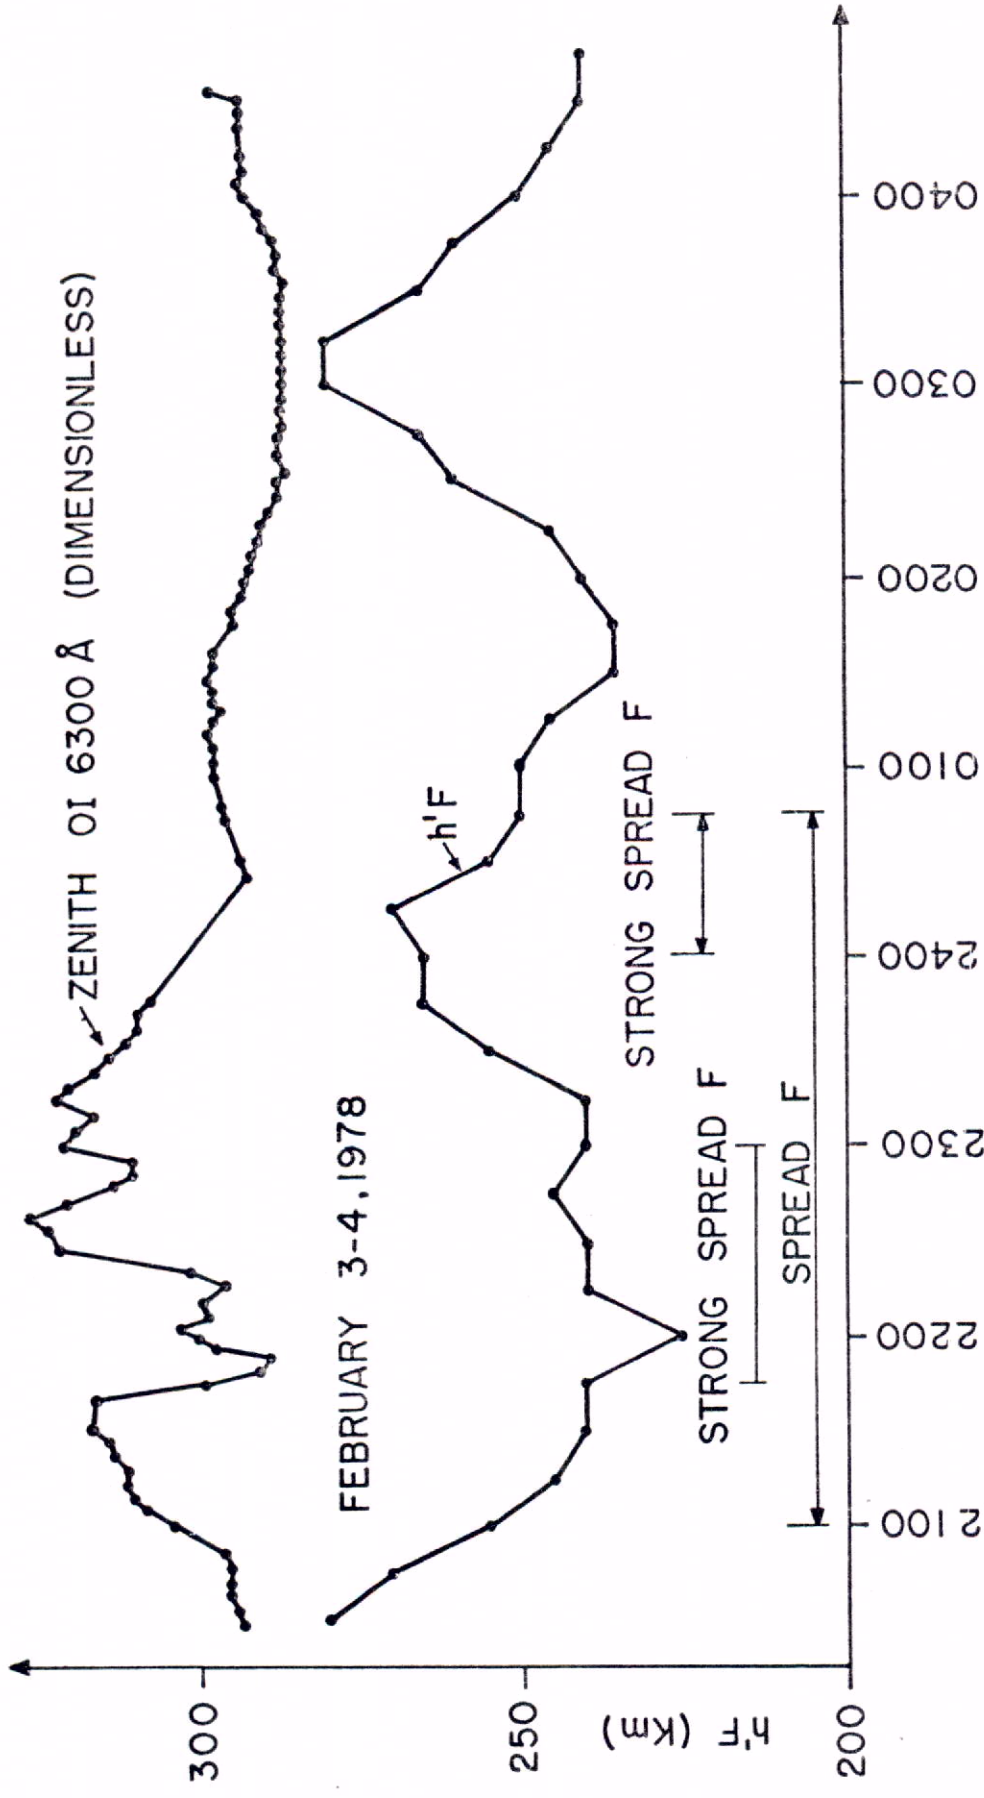 ZENITH OI 6300 Å (DIMENSIONLESS)
FEBRUARY 3-4, 1978
h'F
STRONG SPREAD F
STRONG SPREAD F
SPREAD F
300
250
200
h'F (Km)
2100
2200
2300
2400
0100
0200
0300
0400